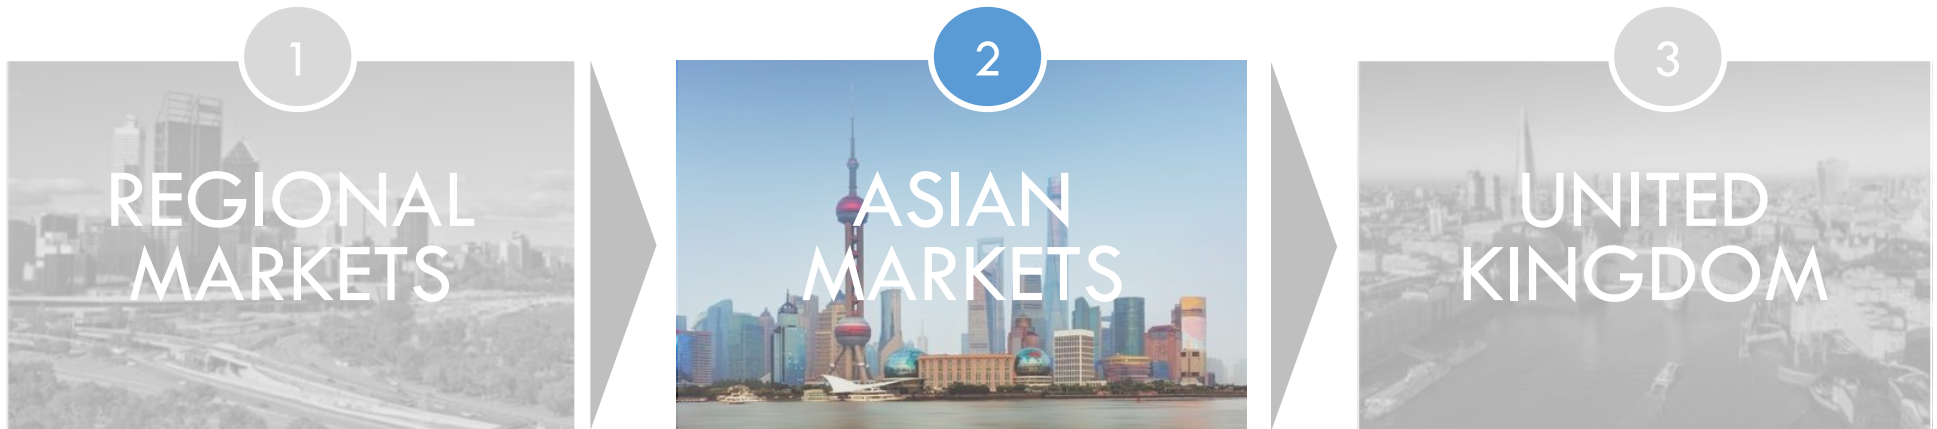 1
REGIONAL
MARKETS
2
ASIAN
MARKETS
3
UNITED
KINGDOM